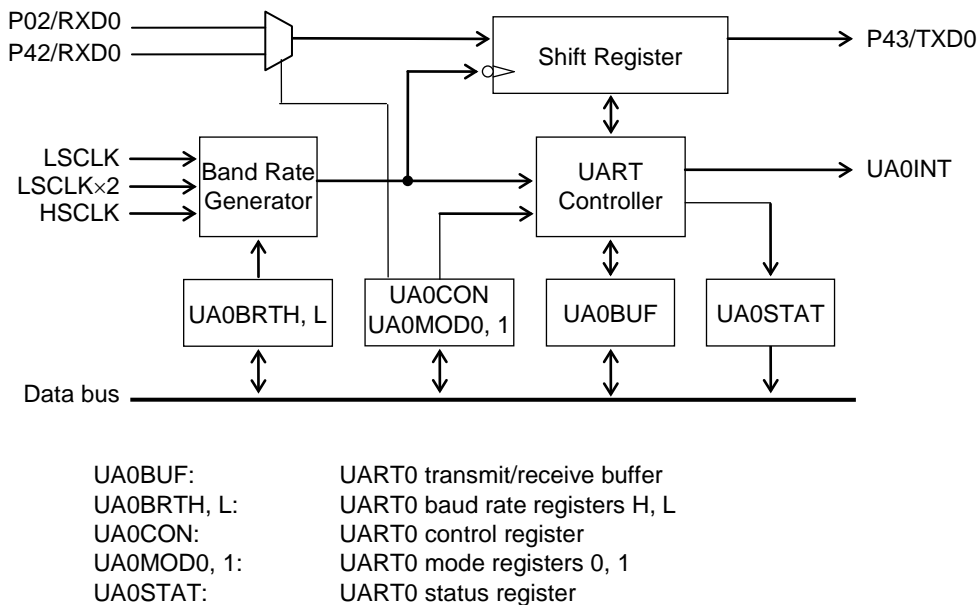 P02/RXD0
P42/RXD0
Shift Register
P43/TXD0
LSCLK
LSCLK×2
HSCLK
Band Rate
Generator
UART
Controller
UA0INT
UA0BRTH, L
UA0CON
UA0MOD0, 1
UA0BUF
UA0STAT
Data bus
UA0BUF: UART0 transmit/receive buffer
UA0BRTH, L: UART0 baud rate registers H, L
UA0CON: UART0 control register
UA0MOD0, 1: UART0 mode registers 0, 1
UA0STAT: UART0 status register